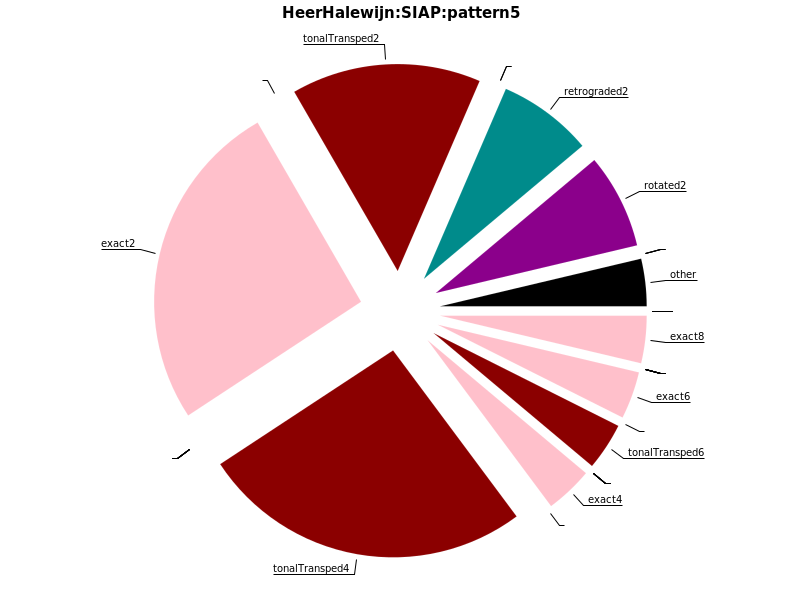 HeerHalewijn:SIAP:pattern5
tonalTransped2
retrograded2
rotated2
exact2
other
exact8
exact6
tonalTransped6
exact4
tonalTransped4